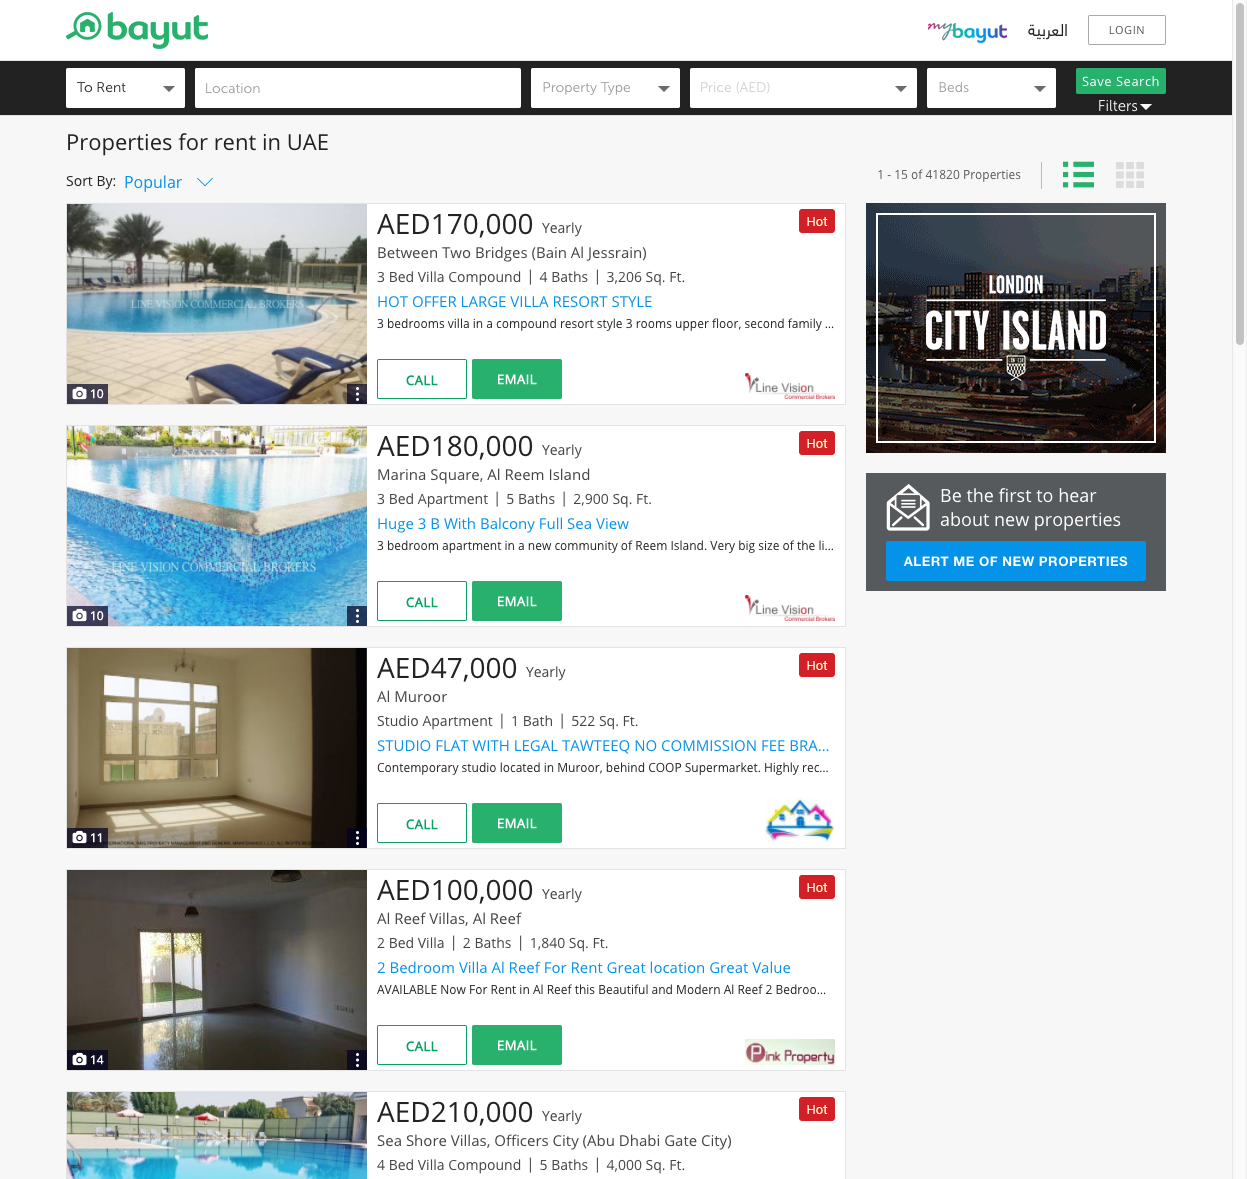 bayut
mybayut
العربية
LOGIN
To Rent
Location
Property Type
Price (AED)
Beds
Save Search
Filters
Properties for rent in UAE
Sort By: Popular
1 - 15 of 41820 Properties
AED170,000 Yearly
Hot
Between Two Bridges (Bain Al Jessrain)
3 Bed Villa Compound | 4 Baths | 3,206 Sq. Ft.
HOT OFFER LARGE VILLA RESORT STYLE
3 bedrooms villa in a compound resort style 3 rooms upper floor, second family ...
LINE VISION COMMERCIAL BROKERS
10
CALL
EMAIL
Line Vision
Commercial Brokers
LONDON
CITY ISLAND
Be the first to hear
about new properties
ALERT ME OF NEW PROPERTIES
AED180,000 Yearly
Hot
Marina Square, Al Reem Island
3 Bed Apartment | 5 Baths | 2,900 Sq. Ft.
Huge 3 B With Balcony Full Sea View
3 bedroom apartment in a new community of Reem Island. Very big size of the li...
LINE VISION COMMERCIAL BROKERS
10
CALL
EMAIL
Line Vision
Commercial Brokers
AED47,000 Yearly
Hot
Al Muroor
Studio Apartment | 1 Bath | 522 Sq. Ft.
STUDIO FLAT WITH LEGAL TAWTEEQ NO COMMISSION FEE BRA...
Contemporary studio located in Muroor, behind COOP Supermarket. Highly rec...
11
CALL
EMAIL
AED100,000 Yearly
Hot
Al Reef Villas, Al Reef
2 Bed Villa | 2 Baths | 1,840 Sq. Ft.
2 Bedroom Villa Al Reef For Rent Great location Great Value
AVAILABLE Now For Rent in Al Reef this Beautiful and Modern Al Reef 2 Bedroo...
14
CALL
EMAIL
Pink Property
AED210,000 Yearly
Hot
Sea Shore Villas, Officers City (Abu Dhabi Gate City)
4 Bed Villa Compound | 5 Baths | 4,000 Sq. Ft.